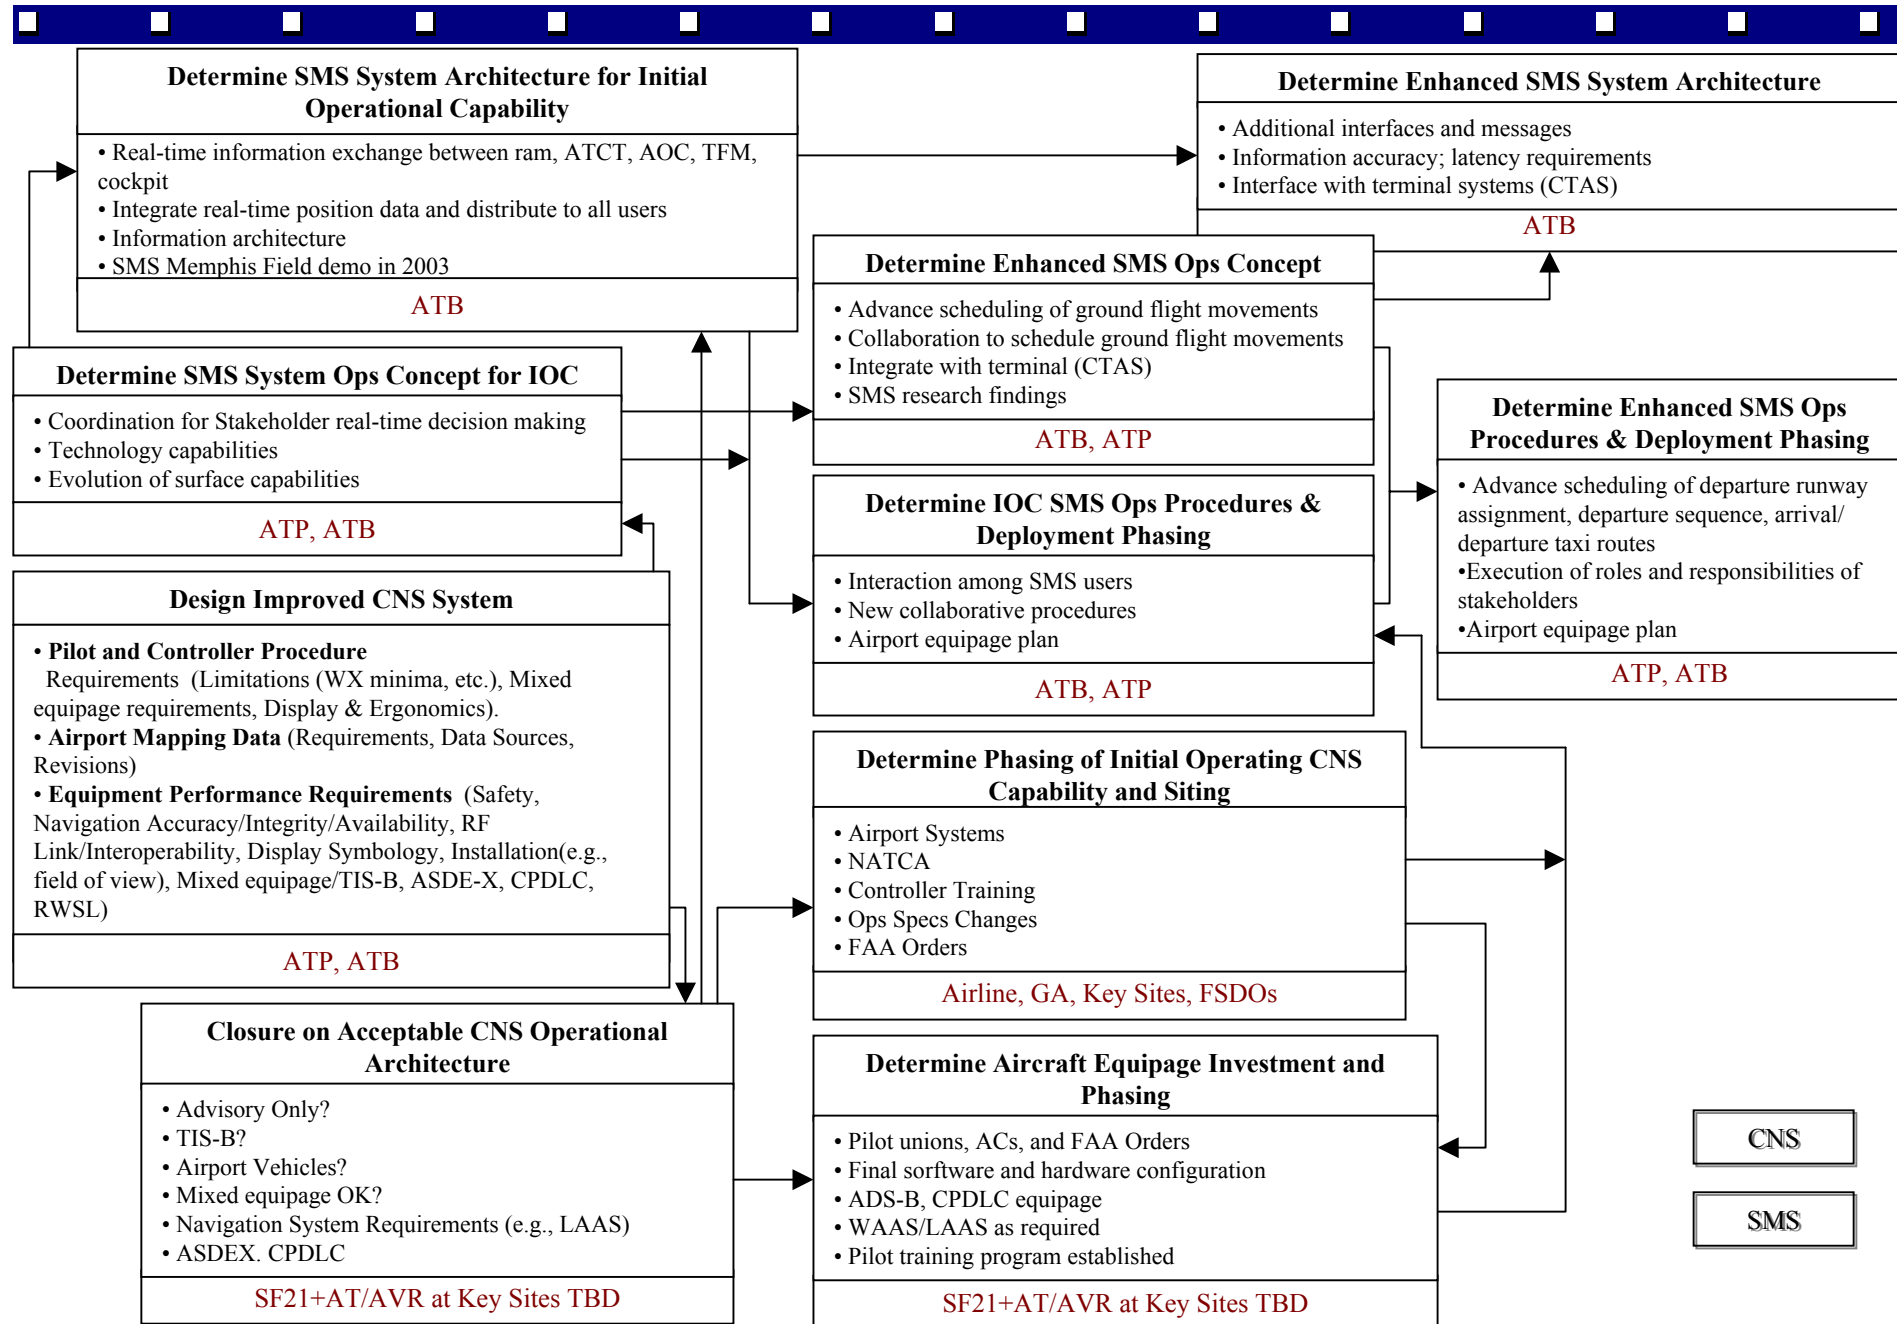 Determine SMS System Architecture for Initial
Operational Capability
• Real-time information exchange between ram, ATCT, AOC, TFM,
cockpit
• Integrate real-time position data and distribute to all users
• Information architecture
• SMS Memphis Field demo in 2003
ATB
Determine Enhanced SMS System Architecture
• Additional interfaces and messages
• Information accuracy; latency requirements
• Interface with terminal systems (CTAS)
ATB
Determine Enhanced SMS Ops Concept
• Advance scheduling of ground flight movements
• Collaboration to schedule ground flight movements
• Integrate with terminal (CTAS)
• SMS research findings
ATB, ATP
Determine SMS System Ops Concept for IOC
• Coordination for Stakeholder real-time decision making
• Technology capabilities
• Evolution of surface capabilities
ATP, ATB
Determine Enhanced SMS Ops
Procedures & Deployment Phasing
• Advance scheduling of departure runway
assignment, departure sequence, arrival/
departure taxi routes
•Execution of roles and responsibilities of
stakeholders
•Airport equipage plan
ATP, ATB
Determine IOC SMS Ops Procedures &
Deployment Phasing
• Interaction among SMS users
• New collaborative procedures
• Airport equipage plan
ATB, ATP
Design Improved CNS System
• Pilot and Controller Procedure
Requirements (Limitations (WX minima, etc.), Mixed
equipage requirements, Display & Ergonomics).
• Airport Mapping Data (Requirements, Data Sources,
Revisions)
• Equipment Performance Requirements (Safety,
Navigation Accuracy/Integrity/Availability, RF
Link/Interoperability, Display Symbology, Installation(e.g.,
field of view), Mixed equipage/TIS-B, ASDE-X, CPDLC,
RWSL)
ATP, ATB
Determine Phasing of Initial Operating CNS
Capability and Siting
• Airport Systems
• NATCA
• Controller Training
• Ops Specs Changes
• FAA Orders
Airline, GA, Key Sites, FSDOs
Closure on Acceptable CNS Operational
Architecture
• Advisory Only?
• TIS-B?
• Airport Vehicles?
• Mixed equipage OK?
• Navigation System Requirements (e.g., LAAS)
• ASDEX. CPDLC
SF21+AT/AVR at Key Sites TBD
Determine Aircraft Equipage Investment and
Phasing
• Pilot unions, ACs, and FAA Orders
• Final sorftware and hardware configuration
• ADS-B, CPDLC equipage
• WAAS/LAAS as required
• Pilot training program established
SF21+AT/AVR at Key Sites TBD
CNS
SMS